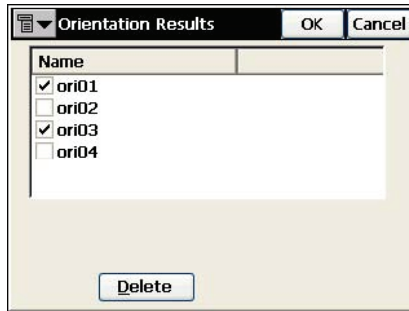 Orientation Results OK Cancel
Name
ori01
ori02
ori03
ori04
Delete